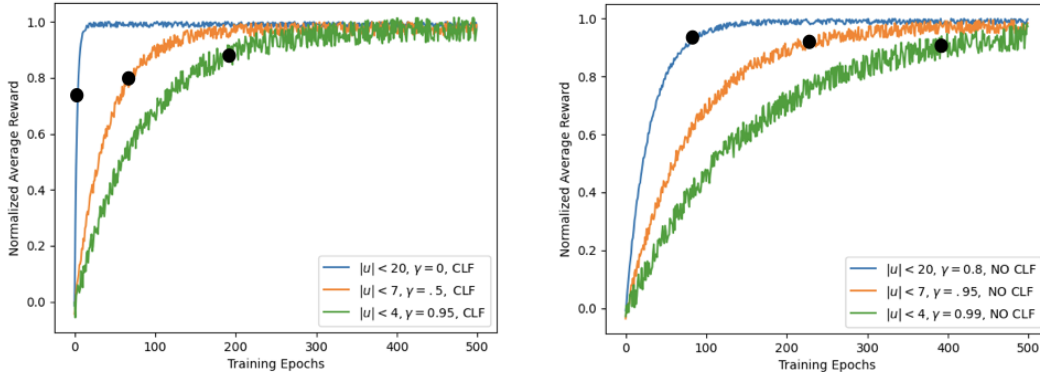 1.0
0.8
0.6
0.4
0.2
0.0
Normalized Average Reward
0 100 200 300 400 500
Training Epochs
|u| < 20, γ = 0, CLF
|u| < 7, γ = .5, CLF
|u| < 4, γ = 0.95, CLF
1.0
0.8
0.6
0.4
0.2
0.0
Normalized Average Reward
0 100 200 300 400 500
Training Epochs
|u| < 20, γ = 0.8, NO CLF
|u| < 7, γ = .95, NO CLF
|u| < 4, γ = 0.99, NO CLF